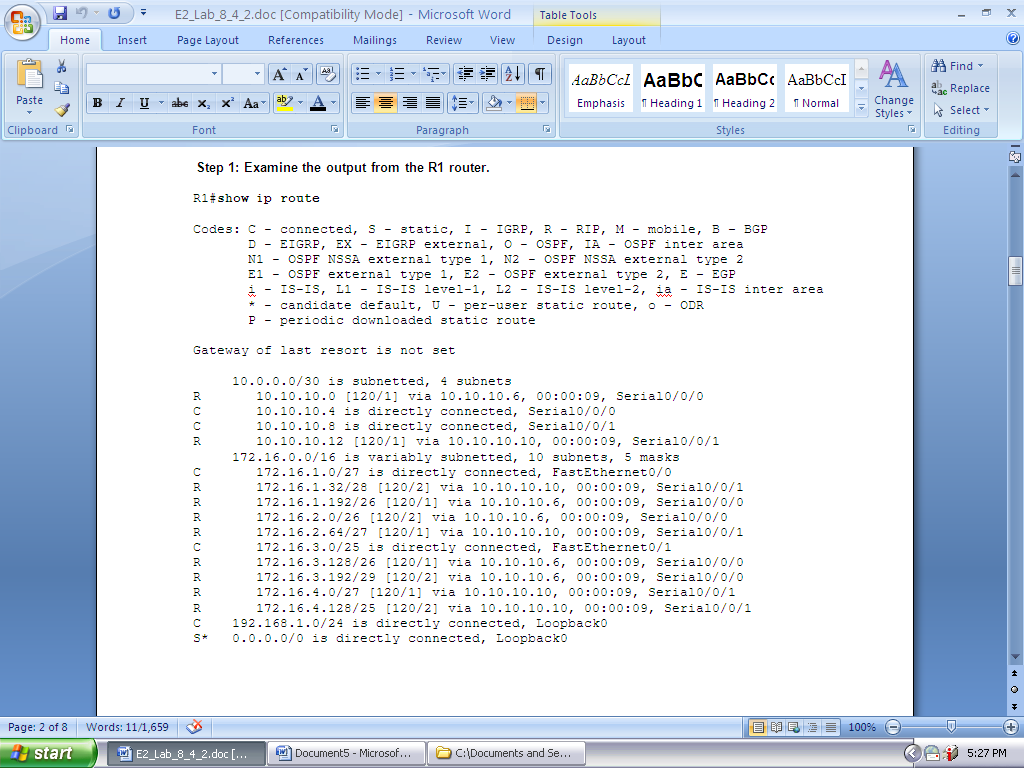 E2_Lab_8_4_2.doc [Compatibility Mode] - Microsoft Word
Table Tools
Home
Insert
Page Layout
References
Mailings
Review
View
Design
Layout
Paste
Clipboard
B I U abc x₂ x² Aa ab A
Font
Paragraph
AaBbCcI
Emphasis
AaBbC
¶ Heading 1
AaBbCc
¶ Heading 2
AaBbCcI
¶ Normal
Change
Styles
Styles
Find
Replace
Select
Editing
Step 1: Examine the output from the R1 router.
R1#show ip route
Codes: C - connected, S - static, I - IGRP, R - RIP, M - mobile, B - BGP
D - EIGRP, EX - EIGRP external, O - OSPF, IA - OSPF inter area
N1 - OSPF NSSA external type 1, N2 - OSPF NSSA external type 2
E1 - OSPF external type 1, E2 - OSPF external type 2, E - EGP
i - IS-IS, L1 - IS-IS level-1, L2 - IS-IS level-2, ia - IS-IS inter area
* - candidate default, U - per-user static route, o - ODR
P - periodic downloaded static route
Gateway of last resort is not set
10.0.0.0/30 is subnetted, 4 subnets
R 10.10.10.0 [120/1] via 10.10.10.6, 00:00:09, Serial0/0/0
C 10.10.10.4 is directly connected, Serial0/0/0
C 10.10.10.8 is directly connected, Serial0/0/1
R 10.10.10.12 [120/1] via 10.10.10.10, 00:00:09, Serial0/0/1
172.16.0.0/16 is variably subnetted, 10 subnets, 5 masks
C 172.16.1.0/27 is directly connected, FastEthernet0/0
R 172.16.1.32/28 [120/2] via 10.10.10.10, 00:00:09, Serial0/0/1
R 172.16.1.192/26 [120/1] via 10.10.10.6, 00:00:09, Serial0/0/0
R 172.16.2.0/26 [120/2] via 10.10.10.6, 00:00:09, Serial0/0/0
R 172.16.2.64/27 [120/1] via 10.10.10.10, 00:00:09, Serial0/0/1
C 172.16.3.0/25 is directly connected, FastEthernet0/1
R 172.16.3.128/26 [120/1] via 10.10.10.6, 00:00:09, Serial0/0/0
R 172.16.3.192/29 [120/2] via 10.10.10.6, 00:00:09, Serial0/0/0
R 172.16.4.0/27 [120/1] via 10.10.10.10, 00:00:09, Serial0/0/1
R 172.16.4.128/25 [120/2] via 10.10.10.10, 00:00:09, Serial0/0/1
C 192.168.1.0/24 is directly connected, Loopback0
S* 0.0.0.0/0 is directly connected, Loopback0
Page: 2 of 8
Words: 11/1,659
100%
start
E2_Lab_8_4_2.doc [...
Document5 - Microsof...
C:\Documents and Se...
5:27 PM